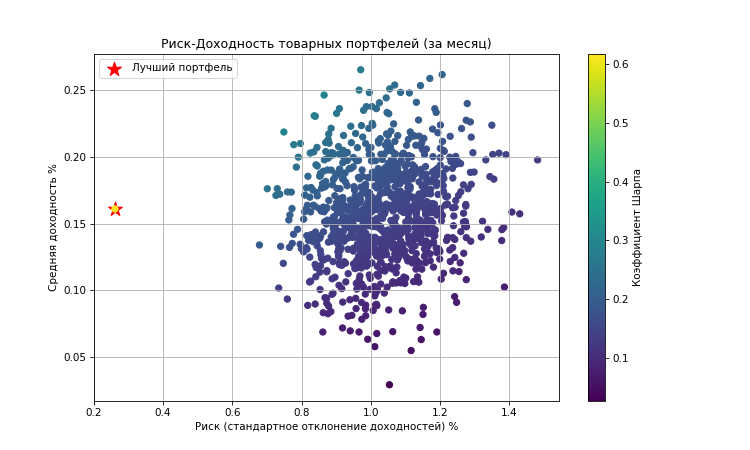 Риск-Доходность товарных портфелей (за месяц)
Лучший портфель
Средняя доходность %
0.25
0.20
0.15
0.10
0.05
0.2 0.4 0.6 0.8 1.0 1.2 1.4
Риск (стандартное отклонение доходностей) %
0.6
0.5
0.4
0.3
0.2
0.1
Коэффициент Шарпа